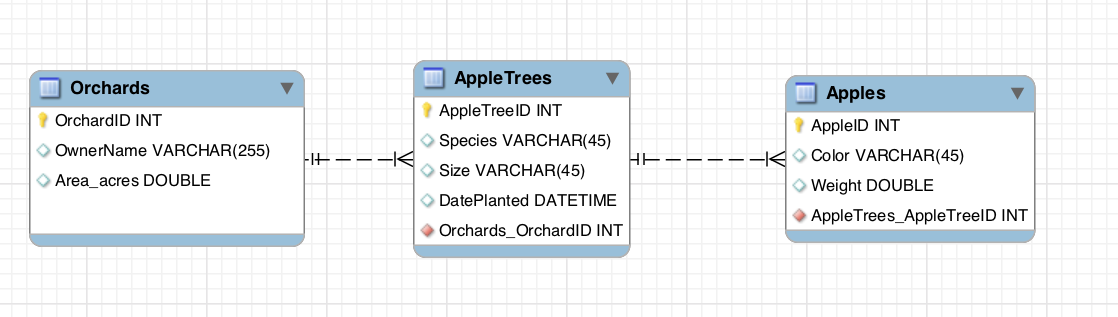 Orchards
OrchardID INT
OwnerName VARCHAR(255)
Area_acres DOUBLE
AppleTrees
AppleTreeID INT
Species VARCHAR(45)
Size VARCHAR(45)
DatePlanted DATETIME
Orchards_OrchardID INT
Apples
AppleID INT
Color VARCHAR(45)
Weight DOUBLE
AppleTrees_AppleTreeID INT